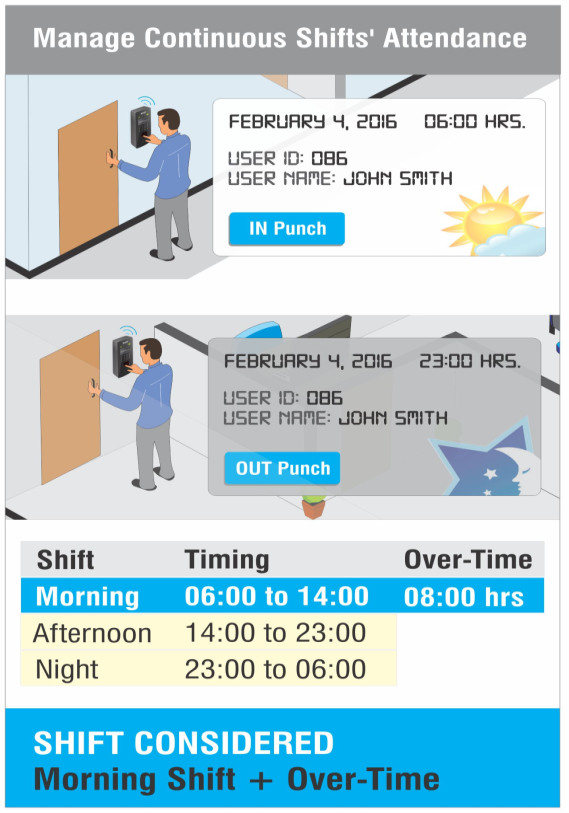 Manage Continuous Shifts' Attendance
FEBRUARY 4, 2016 06:00 HRS.
USER ID: 086
USER NAME: JOHN SMITH
IN Punch
FEBRUARY 4, 2016 23:00 HRS.
USER ID: 086
USER NAME: JOHN SMITH
OUT Punch
Shift Timing Over-Time
Morning 06:00 to 14:00 08:00 hrs
Afternoon 14:00 to 23:00
Night 23:00 to 06:00
SHIFT CONSIDERED
Morning Shift + Over-Time